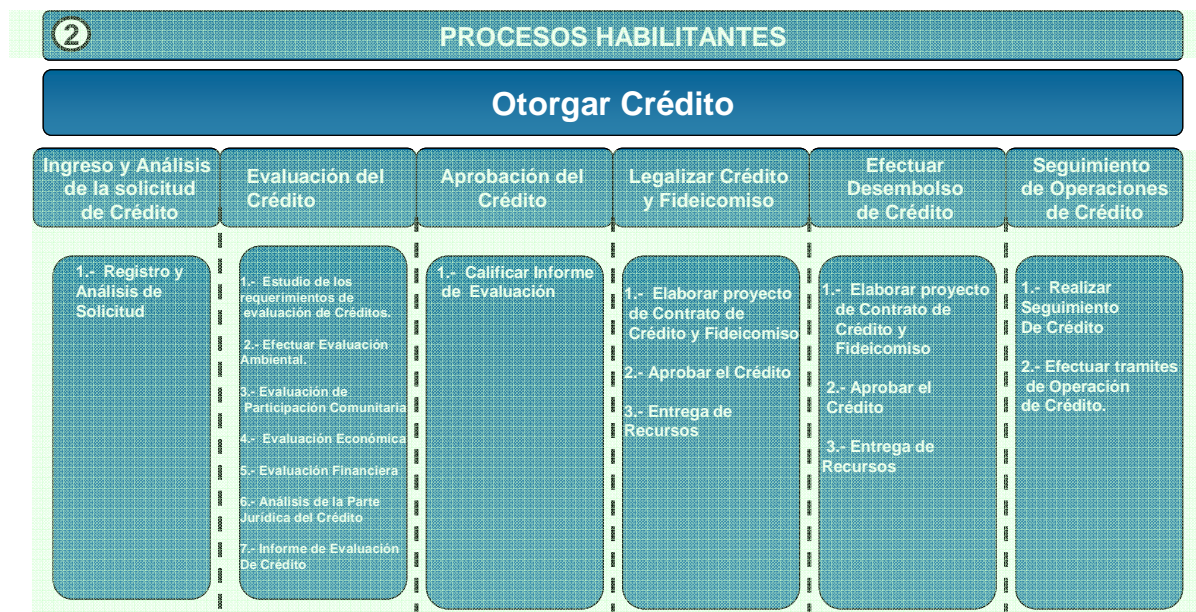 2
PROCESOS HABILITANTES
Otorgar Crédito
Ingreso y Análisis
de la solicitud
de Crédito
Evaluación del
Crédito
Aprobación del
Crédito
Legalizar Crédito
y Fideicomiso
Efectuar
Desembolso
de Crédito
Seguimiento
de Operaciones
de Crédito
1.- Registro y
Análisis de
Solicitud
1.- Estudio de los
requerimientos de
evaluación de Créditos.
2.- Efectuar Evaluación
Ambiental.
3.- Evaluación de
Participación Comunitaria
4.- Evaluación Económica
5.- Evaluación Financiera
6.- Análisis de la Parte
Jurídica del Crédito
7.- Informe de Evaluación
De Crédito
1.- Calificar Informe
de Evaluación
1.- Elaborar proyecto
de Contrato de
Crédito y Fideicomiso
2.- Aprobar el Crédito
3.- Entrega de
Recursos
1.- Elaborar proyecto
de Contrato de
Crédito y
Fideicomiso
2.- Aprobar el
Crédito
3.- Entrega de
Recursos
1.- Realizar
Seguimiento
De Crédito
2.- Efectuar tramites
de Operación
de Crédito.